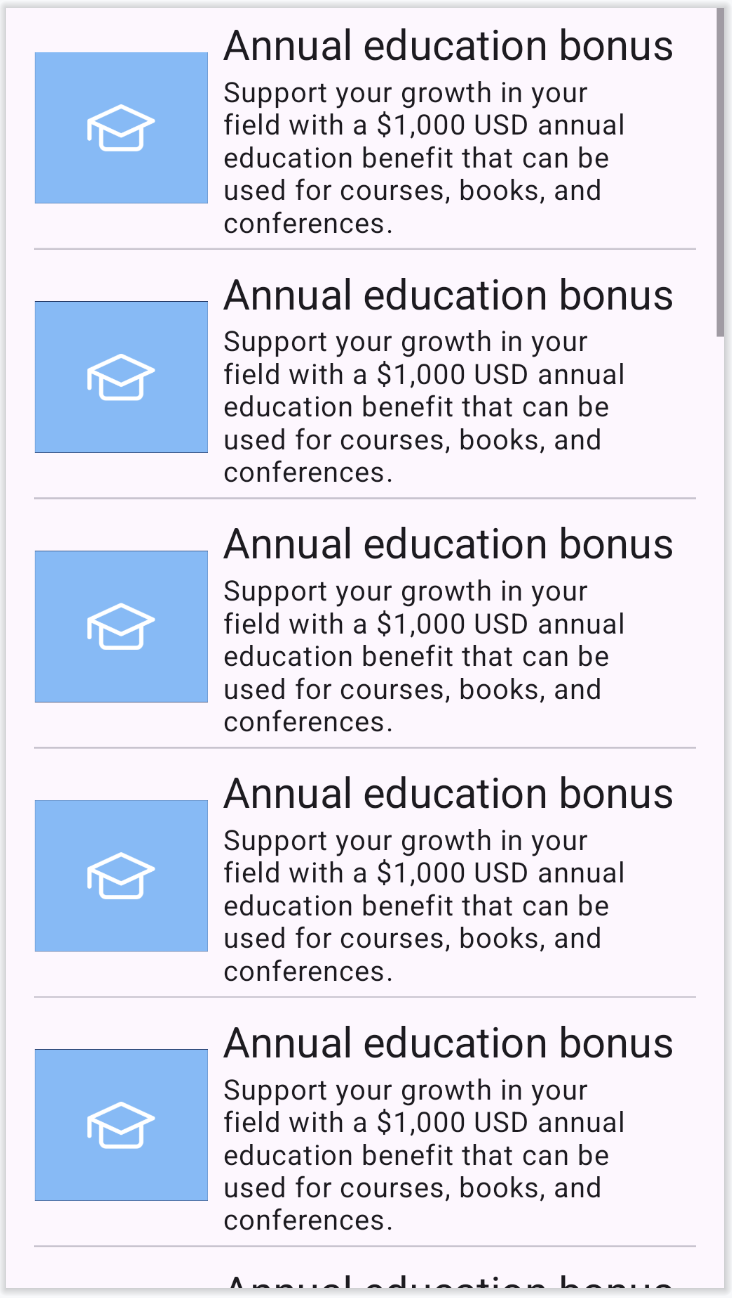 Annual education bonus
Support your growth in your
field with a $1,000 USD annual
education benefit that can be
used for courses, books, and
conferences.
Annual education bonus
Support your growth in your
field with a $1,000 USD annual
education benefit that can be
used for courses, books, and
conferences.
Annual education bonus
Support your growth in your
field with a $1,000 USD annual
education benefit that can be
used for courses, books, and
conferences.
Annual education bonus
Support your growth in your
field with a $1,000 USD annual
education benefit that can be
used for courses, books, and
conferences.
Annual education bonus
Support your growth in your
field with a $1,000 USD annual
education benefit that can be
used for courses, books, and
conferences.
Annual education bonus